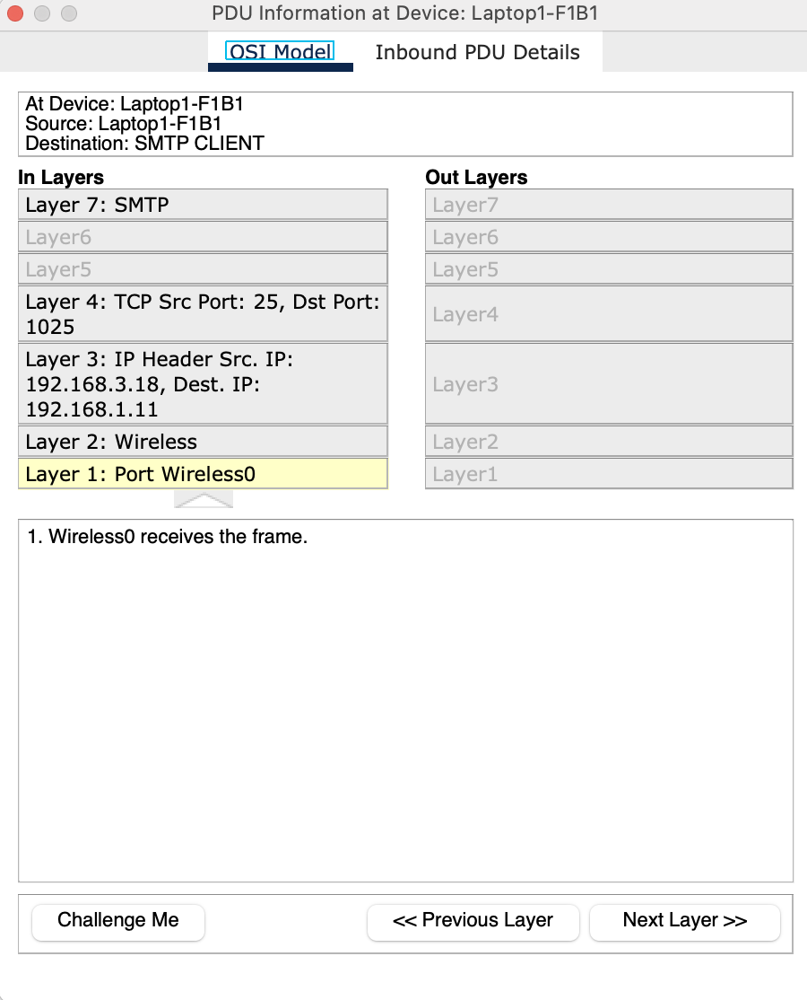 PDU Information at Device: Laptop1-F1B1
OSI Model
Inbound PDU Details
At Device: Laptop1-F1B1
Source: Laptop1-F1B1
Destination: SMTP CLIENT
In Layers
Layer 7: SMTP
Layer6
Layer5
Layer 4: TCP Src Port: 25, Dst Port:
1025
Layer 3: IP Header Src. IP:
192.168.3.18, Dest. IP:
192.168.1.11
Layer 2: Wireless
Layer 1: Port Wireless0
Out Layers
Layer7
Layer6
Layer5
Layer4
Layer3
Layer2
Layer1
1. Wireless0 receives the frame.
Challenge Me
<< Previous Layer
Next Layer >>